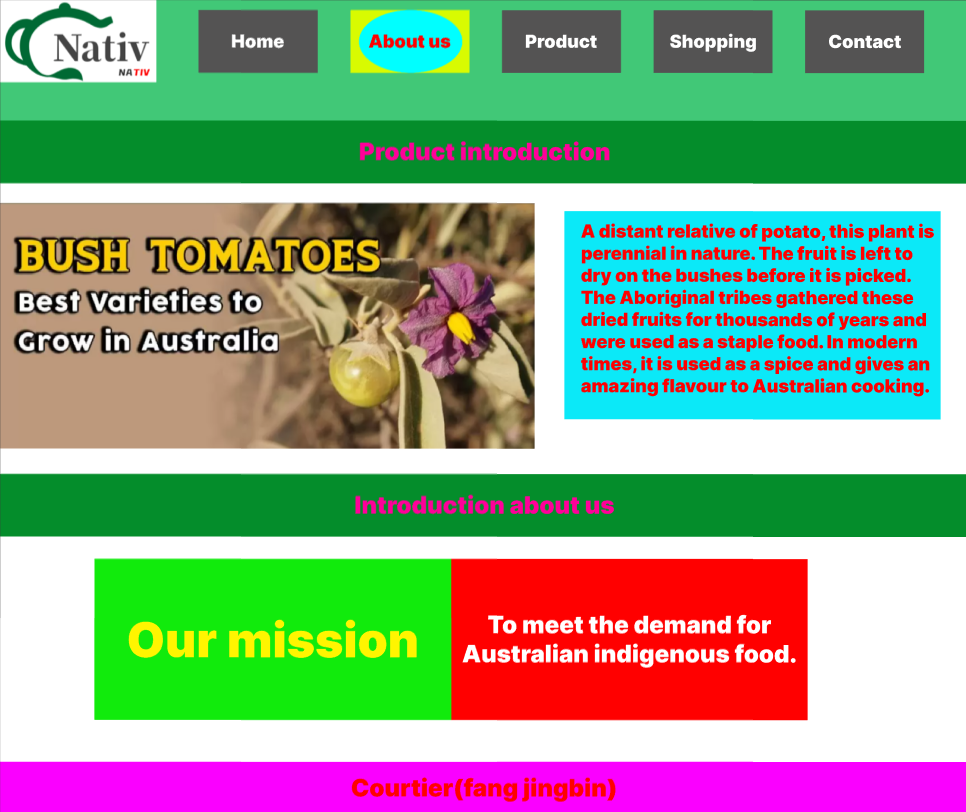 Nativ
NATIV
Home
About us
Product
Shopping
Contact
Product introduction
BUSH TOMATOES
Best Varieties to
Grow in Australia
A distant relative of potato, this plant is
perennial in nature. The fruit is left to
dry on the bushes before it is picked.
The Aboriginal tribes gathered these
dried fruits for thousands of years and
were used as a staple food. In modern
times, it is used as a spice and gives an
amazing flavour to Australian cooking.
Introduction about us
Our mission
To meet the demand for
Australian indigenous food.
Courtier(fang jingbin)